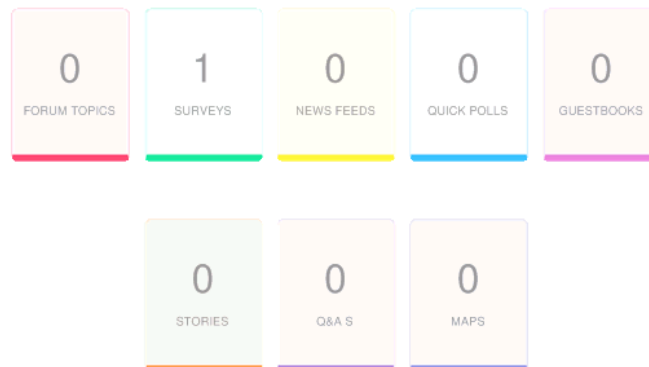 0 1 0 0 0
FORUM TOPICS SURVEYS NEWS FEEDS QUICK POLLS GUESTBOOKS
0 0 0
STORIES Q&A S MAPS